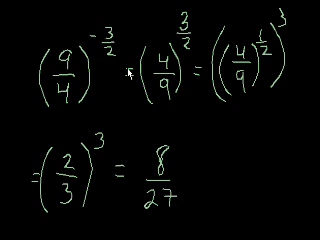 (9/4)^(-3/2) = (4/9)^(3/2) = ((4/9)^(1/2))^3
= (2/3)^3 = 8/27